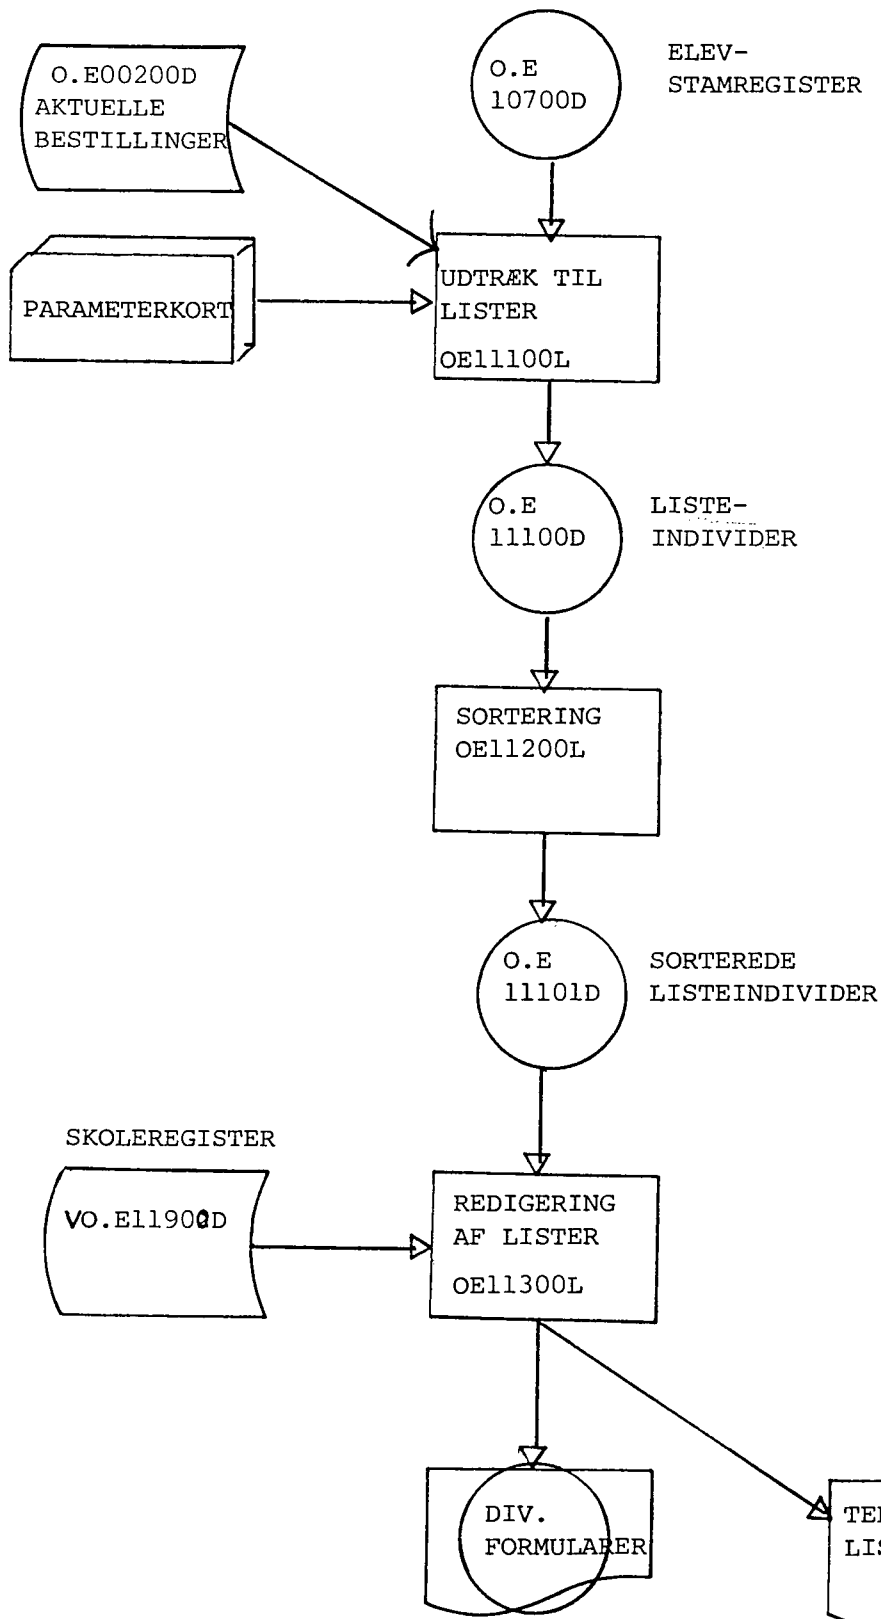 O.E00200D
AKTUELLE
BESTILLINGER
O.E
10700D
ELEV-
STAMREGISTER
PARAMETERKORT
UDTRÆK TIL
LISTER
OE11100L
O.E
11100D
LISTE-
INDIVIDER
SORTERING
OE11200L
O.E
11101D
SORTEREDE
LISTEINDIVIDER
SKOLEREGISTER
VO.E11900D
REDIGERING
AF LISTER
OE11300L
DIV.
FORMULARER